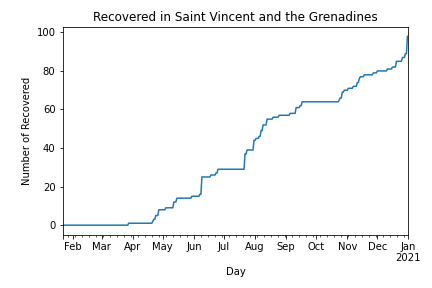 Recovered in Saint Vincent and the Grenadines
100
80
60
40
20
0
Number of Recovered
Feb Mar Apr May Jun Jul Aug Sep Oct Nov Dec Jan
2021
Day